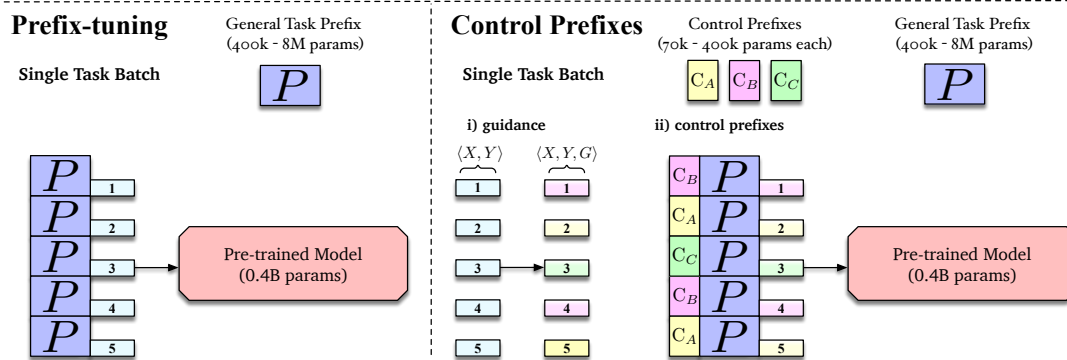 Prefix-tuning
General Task Prefix
(400k - 8M params)
Single Task Batch
P
P
1
P
2
P
3
P
4
P
5
Pre-trained Model
(0.4B params)
Control Prefixes
Control Prefixes
(70k - 400k params each)
General Task Prefix
(400k - 8M params)
Single Task Batch
C_A C_B C_C
P
i) guidance
ii) control prefixes
⟨X, Y⟩ ⟨X, Y, G⟩
1 1
2 2
3 3
4 4
5 5
C_B P 1
C_A P 2
C_C P 3
C_B P 4
C_A P 5
Pre-trained Model
(0.4B params)